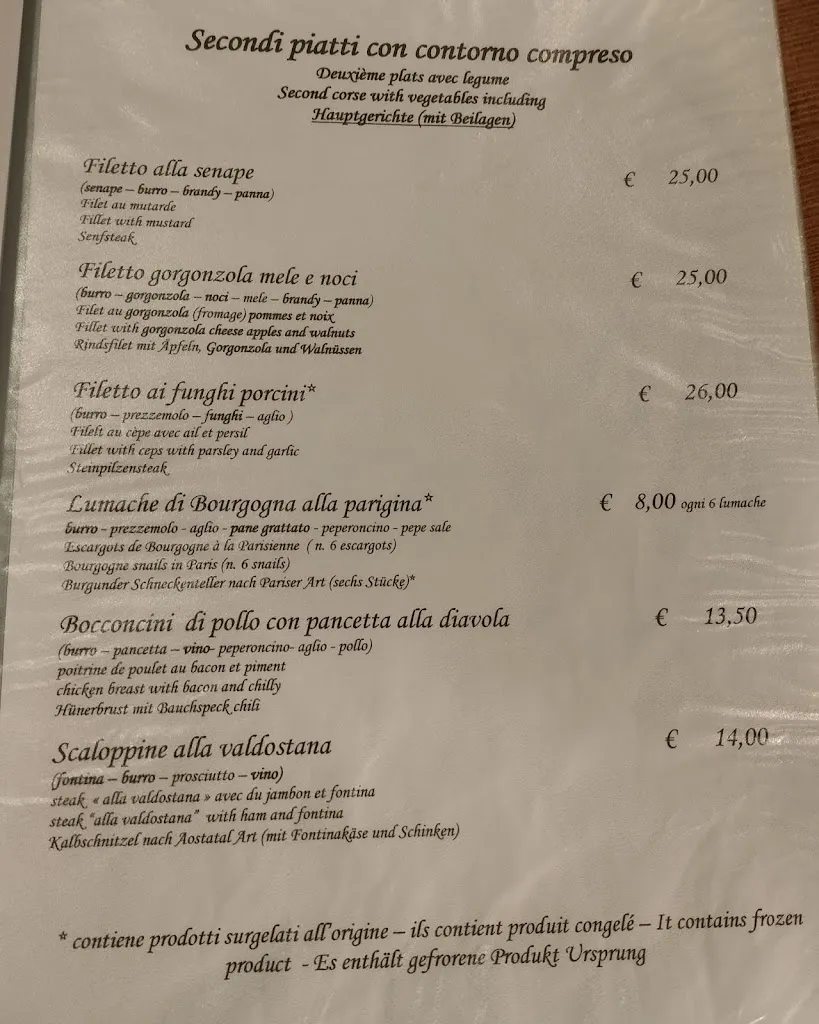 Secondi piatti con contorno compreso
Deuxième plats avec legume
Second corse with vegetables including
Hauptgerichte (mit Beilagen)
Filetto alla senape € 25,00
(senape – burro – brandy – panna)
Filet au mutarde
Fillet with mustard
Senfsteak
Filetto gorgonzola mele e noci € 25,00
(burro – gorgonzola – noci – mele – brandy – panna)
Filet au gorgonzola (fromage) pommes et noix
Fillet with gorgonzola cheese apples and walnuts
Rindsfilet mit Äpfeln, Gorgonzola und Walnüssen
Filetto ai funghi porcini* € 26,00
(burro – prezzemolo – funghi – aglio )
Filelt au cèpe avec ail et persil
Fillet with ceps with parsley and garlic
Steinpilzensteak
Lumache di Bourgogna alla parigina* € 8,00 ogni 6 lumache
burro - prezzemolo - aglio - pane grattato - peperoncino - pepe sale
Escargots de Bourgogne à la Parisienne ( n. 6 escargots)
Bourgogne snails in Paris (n. 6 snails)
Burgunder Schneckenteller nach Pariser Art (sechs Stücke)*
Bocconcini di pollo con pancetta alla diavola € 13,50
(burro – pancetta – vino- peperoncino- aglio - pollo)
poitrine de poulet au bacon et piment
chicken breast with bacon and chilly
Hünerbrust mit Bauchspeck chili
Scaloppine alla valdostana € 14,00
(fontina – burro – prosciutto – vino)
steak « alla valdostana » avec du jambon et fontina
steak "alla valdostana" with ham and fontina
Kalbschnitzel nach Aostatal Art (mit Fontinakäse und Schinken)
* contiene prodotti surgelati all'origine – ils contient produit congelé – It contains frozen
product - Es enthält gefrorene Produkt Ursprung